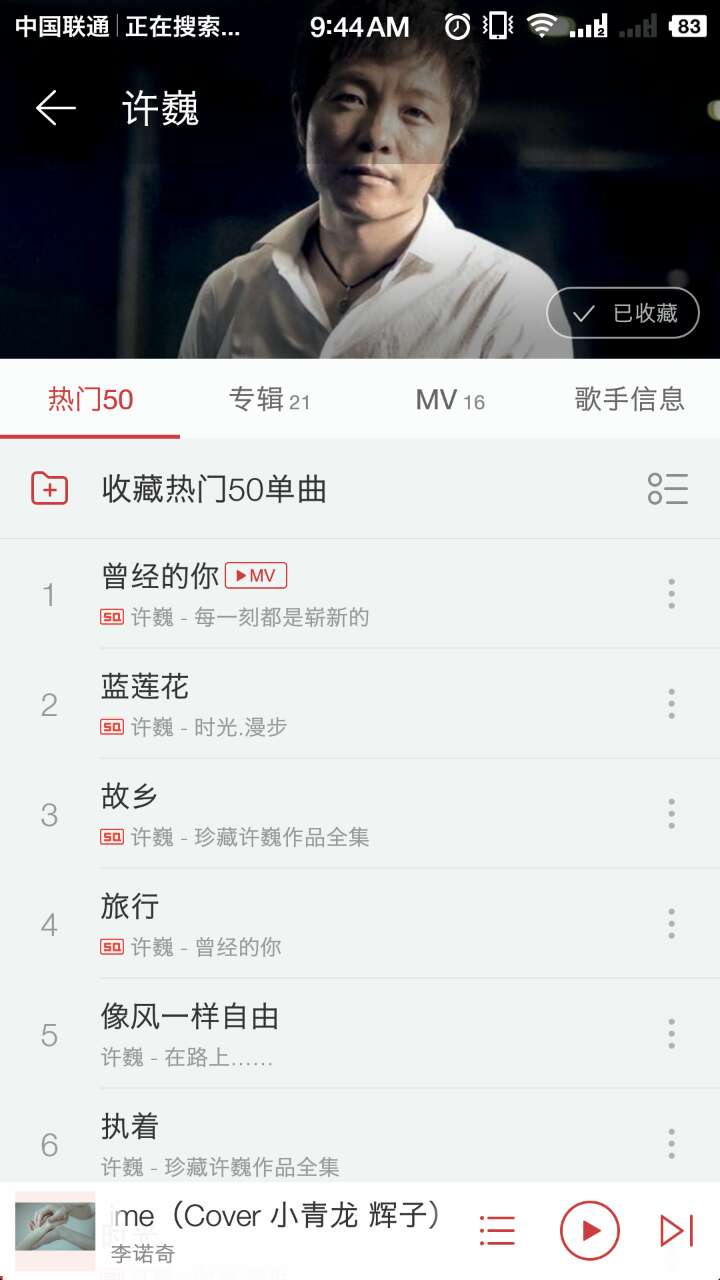 中国联通 正在搜索... 9:44AM 83
许巍
已收藏
热门50 专辑 21 MV 16 歌手信息
收藏热门50单曲
1 曾经的你 MV
SQ 许巍 - 每一刻都是崭新的
2 蓝莲花
SQ 许巍 - 时光.漫步
3 故乡
SQ 许巍 - 珍藏许巍作品全集
4 旅行
SQ 许巍 - 曾经的你
5 像风一样自由
许巍 - 在路上……
6 执着
许巍 - 珍藏许巍作品全集
ime（Cover 小青龙 辉子）
李诺奇